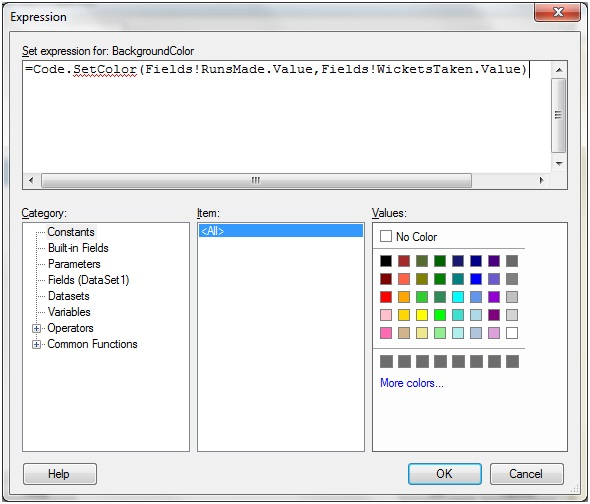 Expression
Set expression for: BackgroundColor
=Code.SetColor(Fields!RunsMade.Value,Fields!WicketsTaken.Value)
Category:
Item:
Values:
Constants
Built-in Fields
Parameters
Fields (DataSet1)
Datasets
Variables
Operators
Common Functions
<All>
No Color
More colors...
Help
OK
Cancel